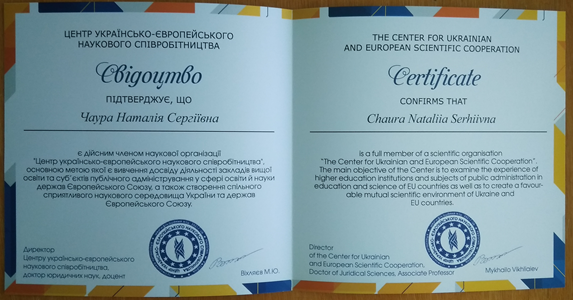 ЦЕНТР УКРАЇНСЬКО-ЄВРОПЕЙСЬКОГО
НАУКОВОГО СПІВРОБІТНИЦТВА
Свідоцтво
ПІДТВЕРДЖУЄ, ЩО
Чаура Наталія Сергіївна
є дійсним членом наукової організації
"Центр українсько-європейського наукового співробітництва",
основною метою якої є вивчення досвіду діяльності закладів вищої
освіти та суб'єктів публічного адміністрування у сфері освіти й науки
держав Європейського Союзу, а також створення спільного
сприятливого наукового середовища України та держав
Європейського Союзу.
Директор
Центру українсько-європейського
наукового співробітництва,
доктор юридичних наук, доцент
Віхляєв М.Ю.
THE CENTER FOR UKRAINIAN
AND EUROPEAN SCIENTIFIC COOPERATION
Certificate
CONFIRMS THAT
Chaura Nataliia Serhiivna
is a full member of a scientific organisation
"The Center for Ukrainian and European Scientific Cooperation".
The main objective of the Center is to examine the experience of
higher education institutions and subjects of public administration in
education and science of EU countries as well as to create a favour-
able mutual scientific environment of Ukraine and
EU countries.
Director
of the Center for Ukrainian
and European Scientific Cooperation,
Doctor of Juridical Sciences, Associate Professor
Mykhailo Vikhliaiev